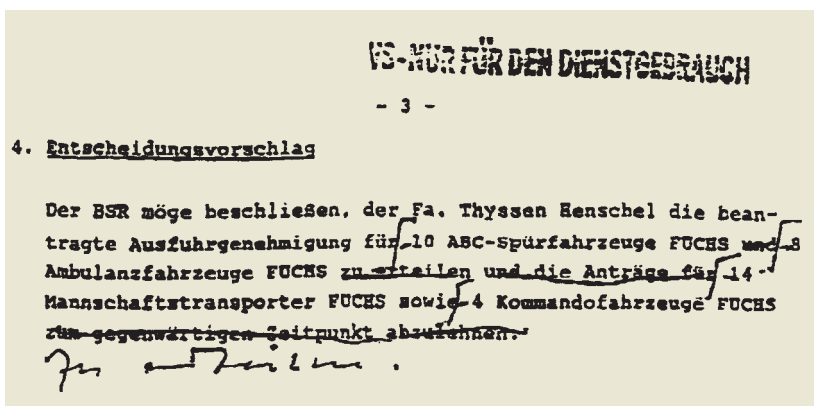 VS-NUR FÜR DEN DIENSTGEBRAUCH
- 3 -
4. Entscheidungsvorschlag
Der BSR möge beschließen, der Fa. Thyssen Henschel die bean-
tragte Ausfuhrgenehmigung für 10 ABC-Spürfahrzeuge FUCHS und 8
Ambulanzfahrzeuge FUCHS zu erteilen und die Anträge für 14
Mannschaftstransporter FUCHS sowie 4 Kommandofahrzeuge FUCHS
zum gegenwärtigen Zeitpunkt abzulehnen.
zu erteilen.